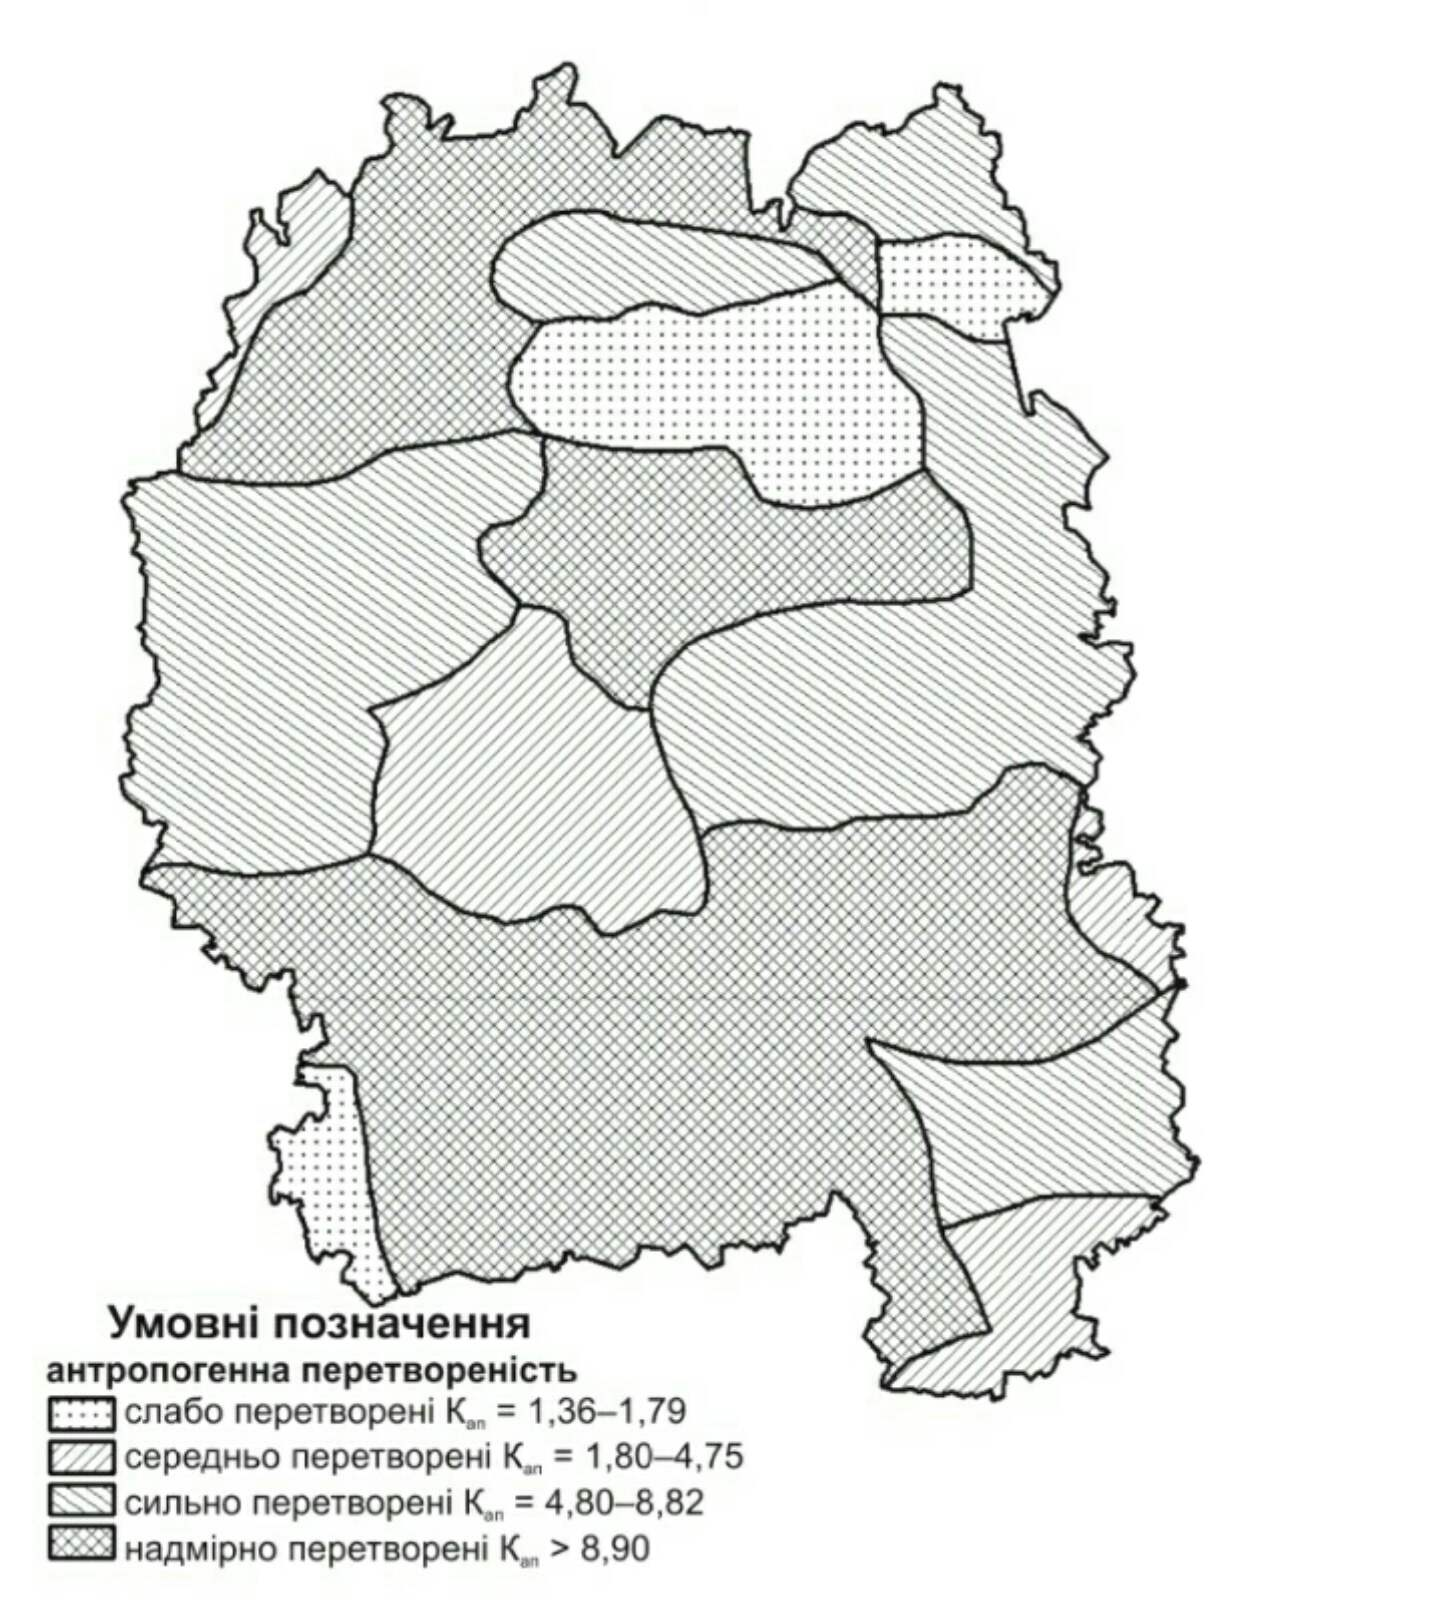 Умовні позначення
антропогенна перетвореність
слабо перетворені Кап = 1,36–1,79
середньо перетворені Кап = 1,80–4,75
сильно перетворені Кап = 4,80–8,82
надмірно перетворені Кап > 8,90